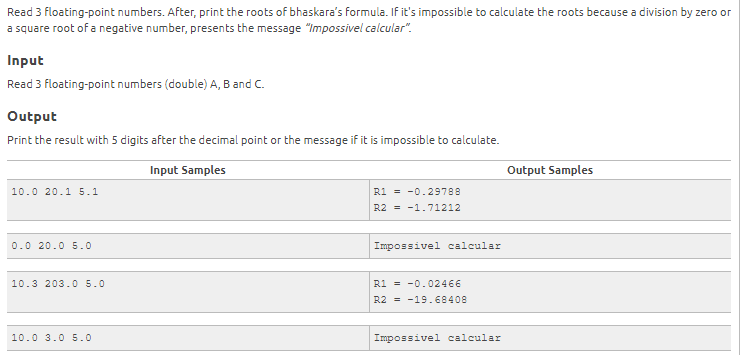 Read 3 floating-point numbers. After, print the roots of bhaskara's formula. If it's impossible to calculate the roots because a division by zero or
a square root of a negative number, presents the message "Impossivel calcular".
Input
Read 3 floating-point numbers (double) A, B and C.
Output
Print the result with 5 digits after the decimal point or the message if it is impossible to calculate.
Input Samples Output Samples
10.0 20.1 5.1 R1 = -0.29788
R2 = -1.71212
0.0 20.0 5.0 Impossivel calcular
10.3 203.0 5.0 R1 = -0.02466
R2 = -19.68408
10.0 3.0 5.0 Impossivel calcular